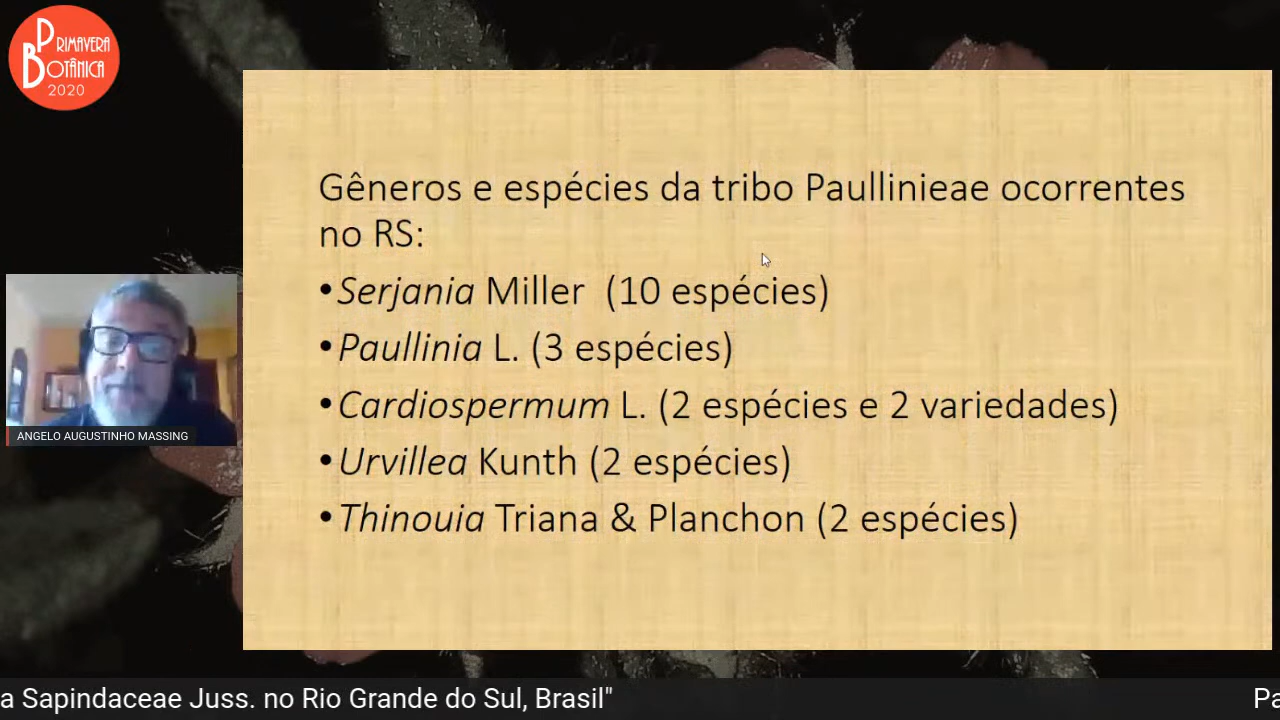 PRIMAVERA
BOTÂNICA
2020
Gêneros e espécies da tribo Paullinieae ocorrentes
no RS:
•Serjania Miller (10 espécies)
•Paullinia L. (3 espécies)
•Cardiospermum L. (2 espécies e 2 variedades)
•Urvillea Kunth (2 espécies)
•Thinouia Triana & Planchon (2 espécies)
ANGELO AUGUSTINHO MASSING
a Sapindaceae Juss. no Rio Grande do Sul, Brasil" Pa